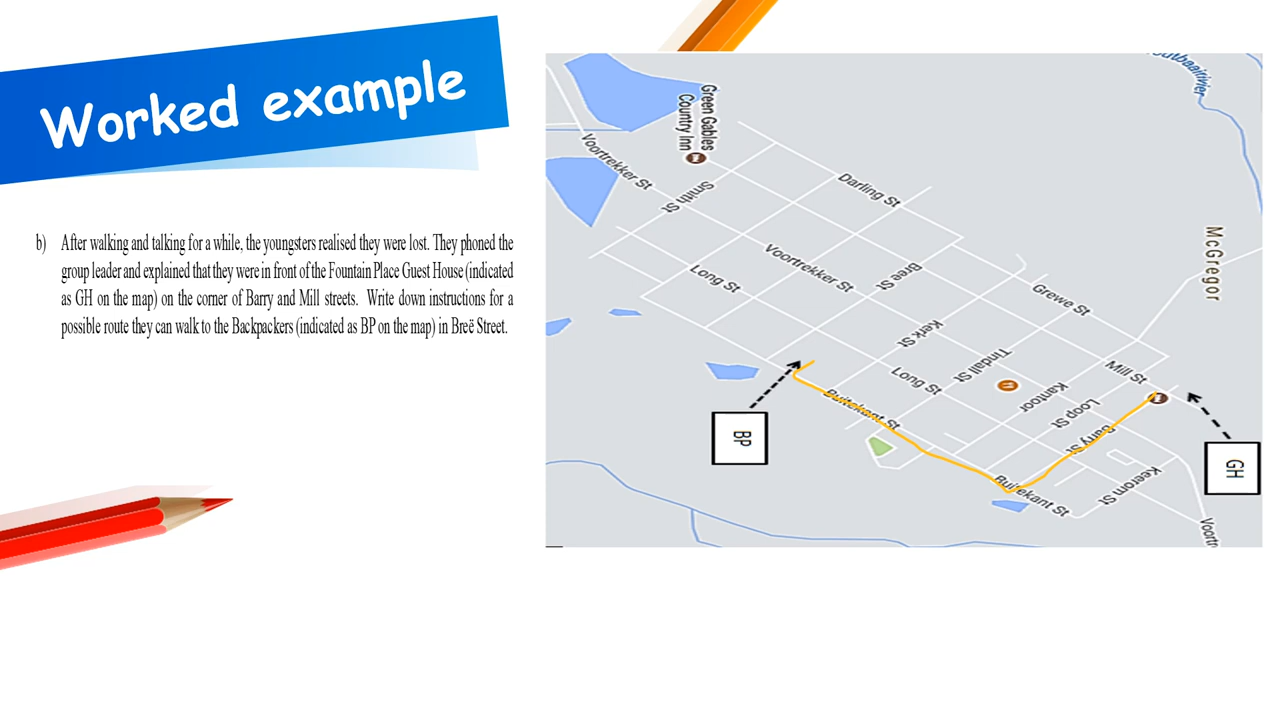 Worked example
b) After walking and talking for a while, the youngsters realised they were lost. They phoned the
group leader and explained that they were in front of the Fountain Place Guest House (indicated
as GH on the map) on the corner of Barry and Mill streets. Write down instructions for a
possible route they can walk to the Backpackers (indicated as BP on the map) in Breë Street.
Green Gables
Country Inn
Voortrekker St
Smith St
Darling St
McGregor
Long St
Voortrekker St
Bree St
Grewe St
Kerk St
Tindall St
Mill St
Long St
Kantoor
Loop St
Barry St
Buitekant St
Buitekant St
Keerom St
Voortr
BP
GH